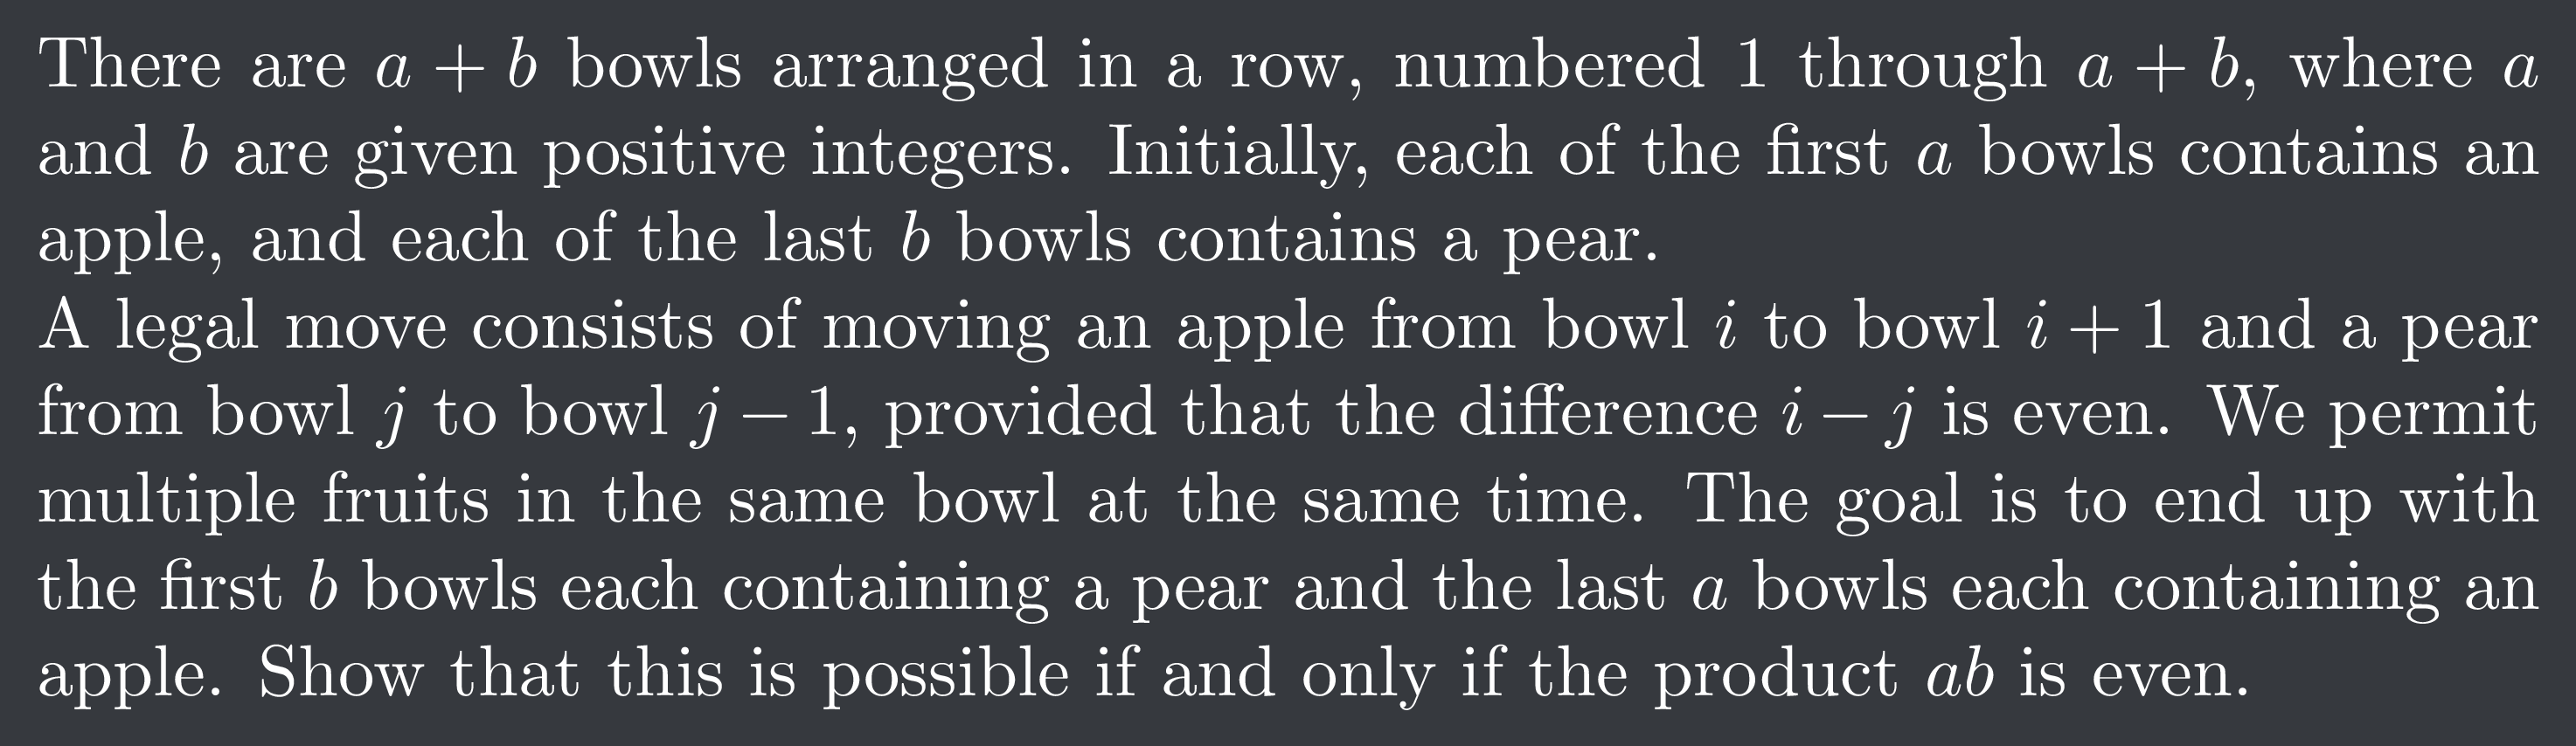 There are a + b bowls arranged in a row, numbered 1 through a + b, where a
and b are given positive integers. Initially, each of the first a bowls contains an
apple, and each of the last b bowls contains a pear.
A legal move consists of moving an apple from bowl i to bowl i + 1 and a pear
from bowl j to bowl j − 1, provided that the difference i − j is even. We permit
multiple fruits in the same bowl at the same time. The goal is to end up with
the first b bowls each containing a pear and the last a bowls each containing an
apple. Show that this is possible if and only if the product ab is even.